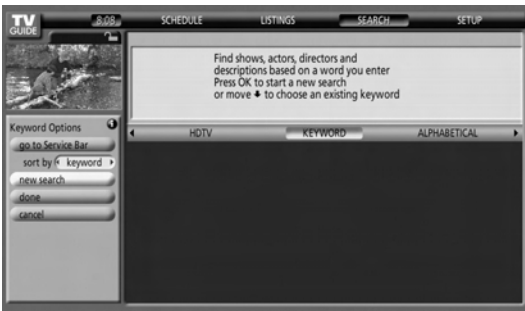 TV
GUIDE
8:08
SCHEDULE
LISTINGS
SEARCH
SETUP
Find shows, actors, directors and
descriptions based on a word you enter
Press OK to start a new search
or move ↓ to choose an existing keyword
HDTV
KEYWORD
ALPHABETICAL
Keyword Options
go to Service Bar
sort by keyword
new search
done
cancel